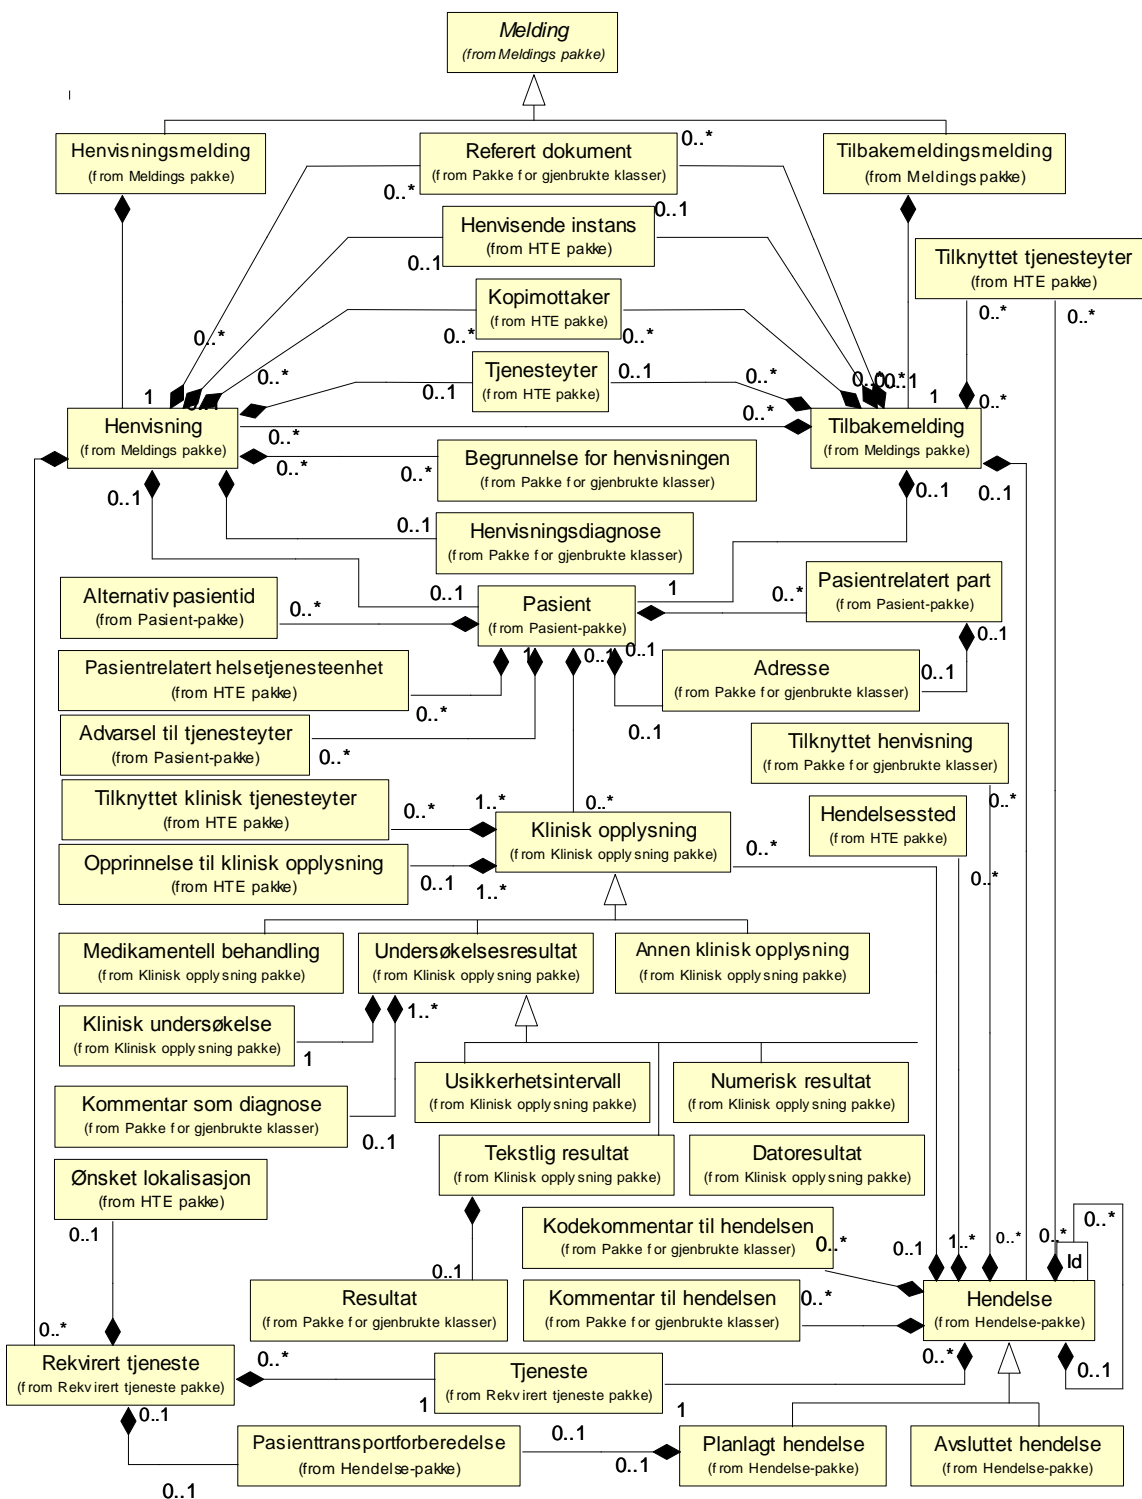 Melding
(from Meldings pakke)
Henvisningsmelding
(from Meldings pakke)
Referert dokument
(from Pakke for gjenbrukte klasser)
0..*
Tilbakemeldingsmelding
(from Meldings pakke)
0..*
Henvisende instans
(from HTE pakke)
0..1
0..1
Tilknyttet tjenesteyter
(from HTE pakke)
Kopimottaker
(from HTE pakke)
0..*
0..*
0..*
0..*
0..*
Tjenesteyter
(from HTE pakke)
0..*
0..1
0..1
0..*
0..*
0..1
1
1
0..*
Henvisning
(from Meldings pakke)
0..*
0..*
Tilbakemelding
(from Meldings pakke)
Begrunnelse for henvisningen
(from Pakke for gjenbrukte klasser)
0..*
0..*
0..1
0..1
0..1
Henvisningsdiagnose
(from Pakke for gjenbrukte klasser)
0..1
Alternativ pasientid
(from Pasient-pakke)
0..*
0..1
Pasient
(from Pasient-pakke)
1
0..*
Pasientrelatert part
(from Pasient-pakke)
0..1
Pasientrelatert helsetjenesteenhet
(from HTE pakke)
0..*
1
0..1
0..1
Adresse
(from Pakke for gjenbrukte klasser)
0..1
0..1
Advarsel til tjenesteyter
(from Pasient-pakke)
0..*
Tilknyttet henvisning
(from Pakke for gjenbrukte klasser)
0..*
Tilknyttet klinisk tjenesteyter
(from HTE pakke)
0..*
1..*
0..*
Hendelsessted
(from HTE pakke)
0..*
Klinisk opplysning
(from Klinisk opplysning pakke)
0..*
Opprinnelse til klinisk opplysning
(from HTE pakke)
0..1
1..*
Medikamentell behandling
(from Klinisk opplysning pakke)
Undersøkelsesresultat
(from Klinisk opplysning pakke)
Annen klinisk opplysning
(from Klinisk opplysning pakke)
Klinisk undersøkelse
(from Klinisk opplysning pakke)
1
1..*
Usikkerhetsintervall
(from Klinisk opplysning pakke)
Numerisk resultat
(from Klinisk opplysning pakke)
Kommentar som diagnose
(from Pakke for gjenbrukte klasser)
0..1
Tekstlig resultat
(from Klinisk opplysning pakke)
Datoresultat
(from Klinisk opplysning pakke)
Ønsket lokalisasjon
(from HTE pakke)
0..1
Kodekommentar til hendelsen
(from Pakke for gjenbrukte klasser)
0..*
0..1
1..*
0..*
0..*
0..*
Id
0..1
Resultat
(from Pakke for gjenbrukte klasser)
Kommentar til hendelsen
(from Pakke for gjenbrukte klasser)
0..*
Hendelse
(from Hendelse-pakke)
0..*
0..1
0..*
Rekvirert tjeneste
(from Rekvirert tjeneste pakke)
0..*
1
Tjeneste
(from Rekvirert tjeneste pakke)
1
0..1
Pasienttransportforberedelse
(from Hendelse-pakke)
0..1
0..1
0..1
Planlagt hendelse
(from Hendelse-pakke)
Avsluttet hendelse
(from Hendelse-pakke)